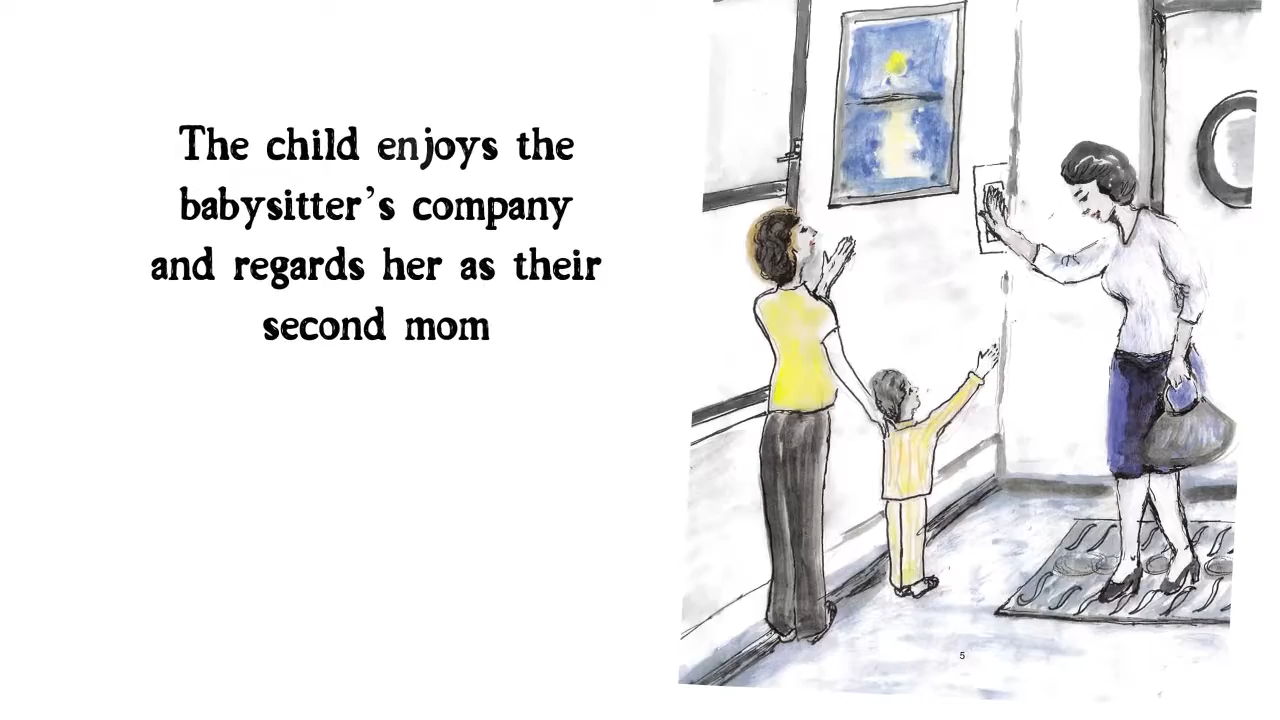 The child enjoys the
babysitter's company
and regards her as their
second mom
5